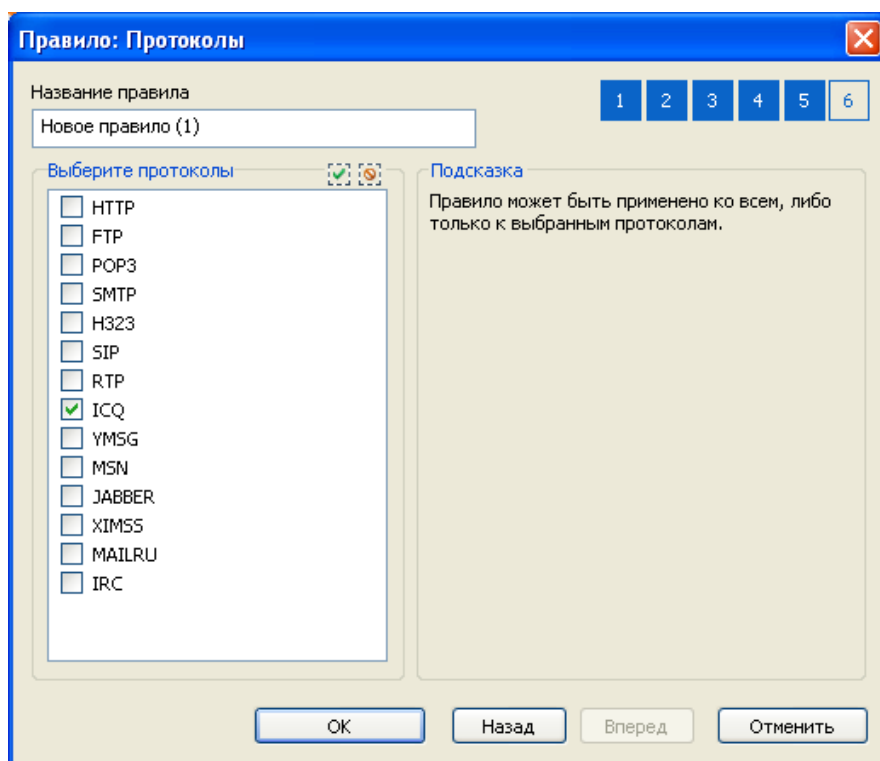 Правило: Протоколы
Название правила
1 2 3 4 5 6
Новое правило (1)
Выберите протоколы
HTTP
FTP
POP3
SMTP
H323
SIP
RTP
ICQ
YMSG
MSN
JABBER
XIMSS
MAILRU
IRC
Подсказка
Правило может быть применено ко всем, либо
только к выбранным протоколам.
OK
Назад
Вперед
Отменить